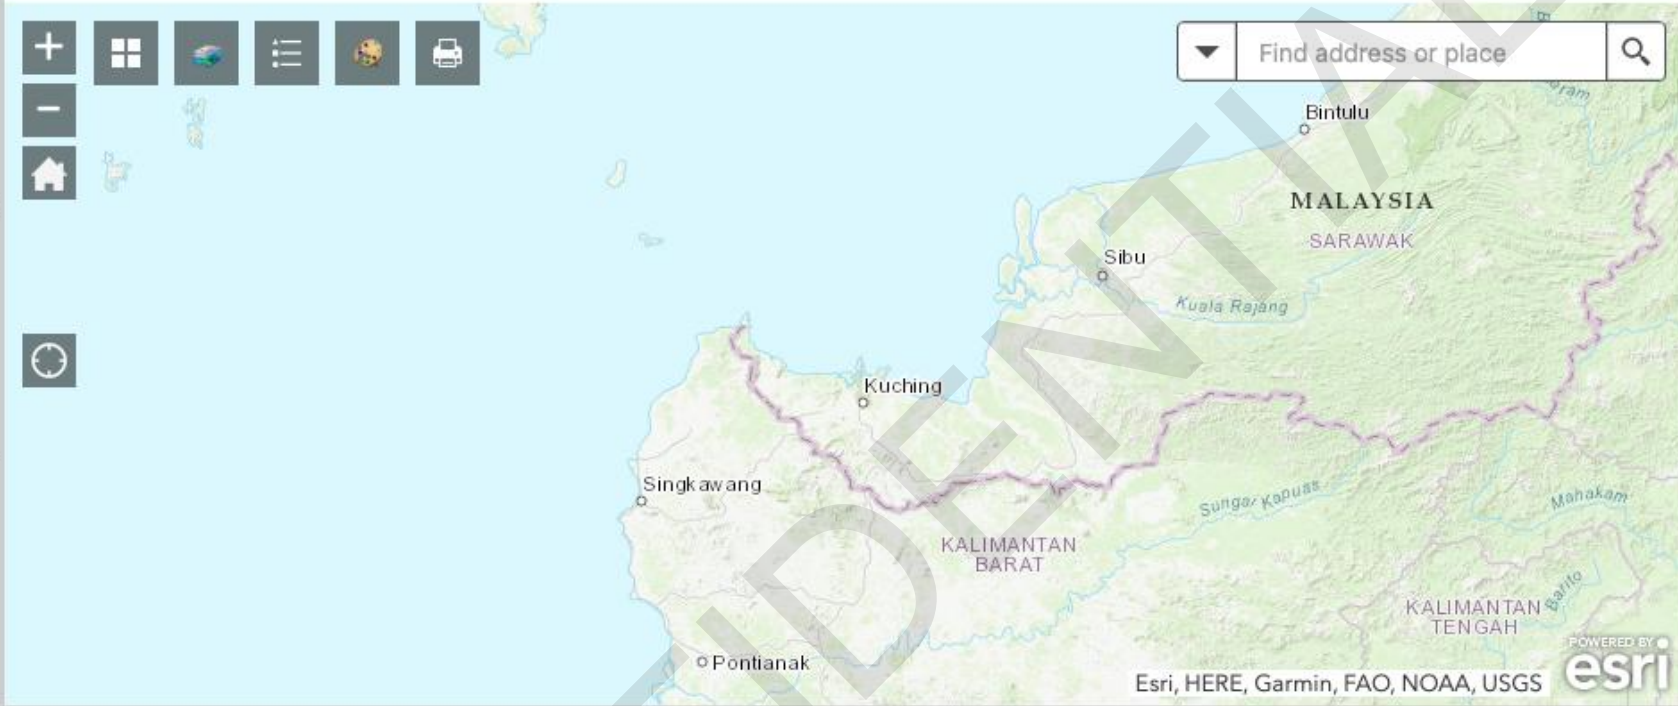 Find address or place
Bintulu
MALAYSIA
SARAWAK
Sibu
Kuala Rajang
Kuching
Singkawang
Sungai Kapuas
Mahakam
KALIMANTAN
BARAT
Barito
KALIMANTAN
TENGAH
Pontianak
POWERED BY
esri
Esri, HERE, Garmin, FAO, NOAA, USGS
IDENTIAL